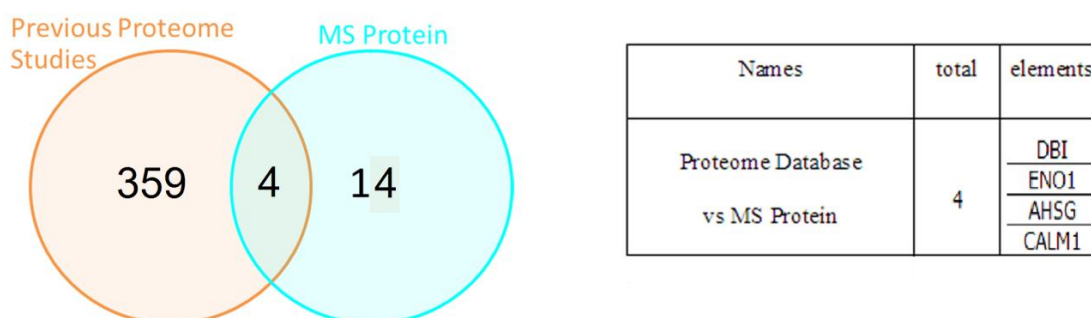 Previous Proteome
Studies
MS Protein
359
4
14
Names
total
elements
Proteome Database
vs MS Protein
4
DBI
ENO1
AHSG
CALM1